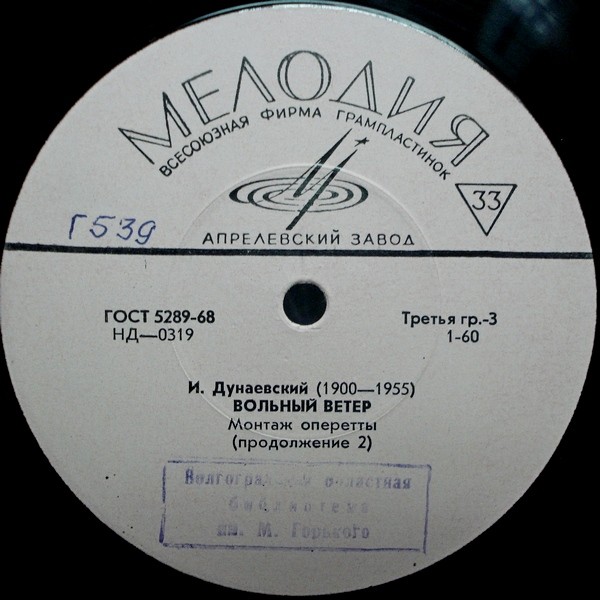 МЕЛОДИЯ
ВСЕСОЮЗНАЯ ФИРМА ГРАМПЛАСТИНОК
33
Г539
АПРЕЛЕВСКИЙ ЗАВОД
ГОСТ 5289-68
НД—0319
Третья гр.-3
1-60
И. Дунаевский (1900—1955)
ВОЛЬНЫЙ ВЕТЕР
Монтаж оперетты
(продолжение 2)
Волгоградская областная
библиотека
им. М. Горького